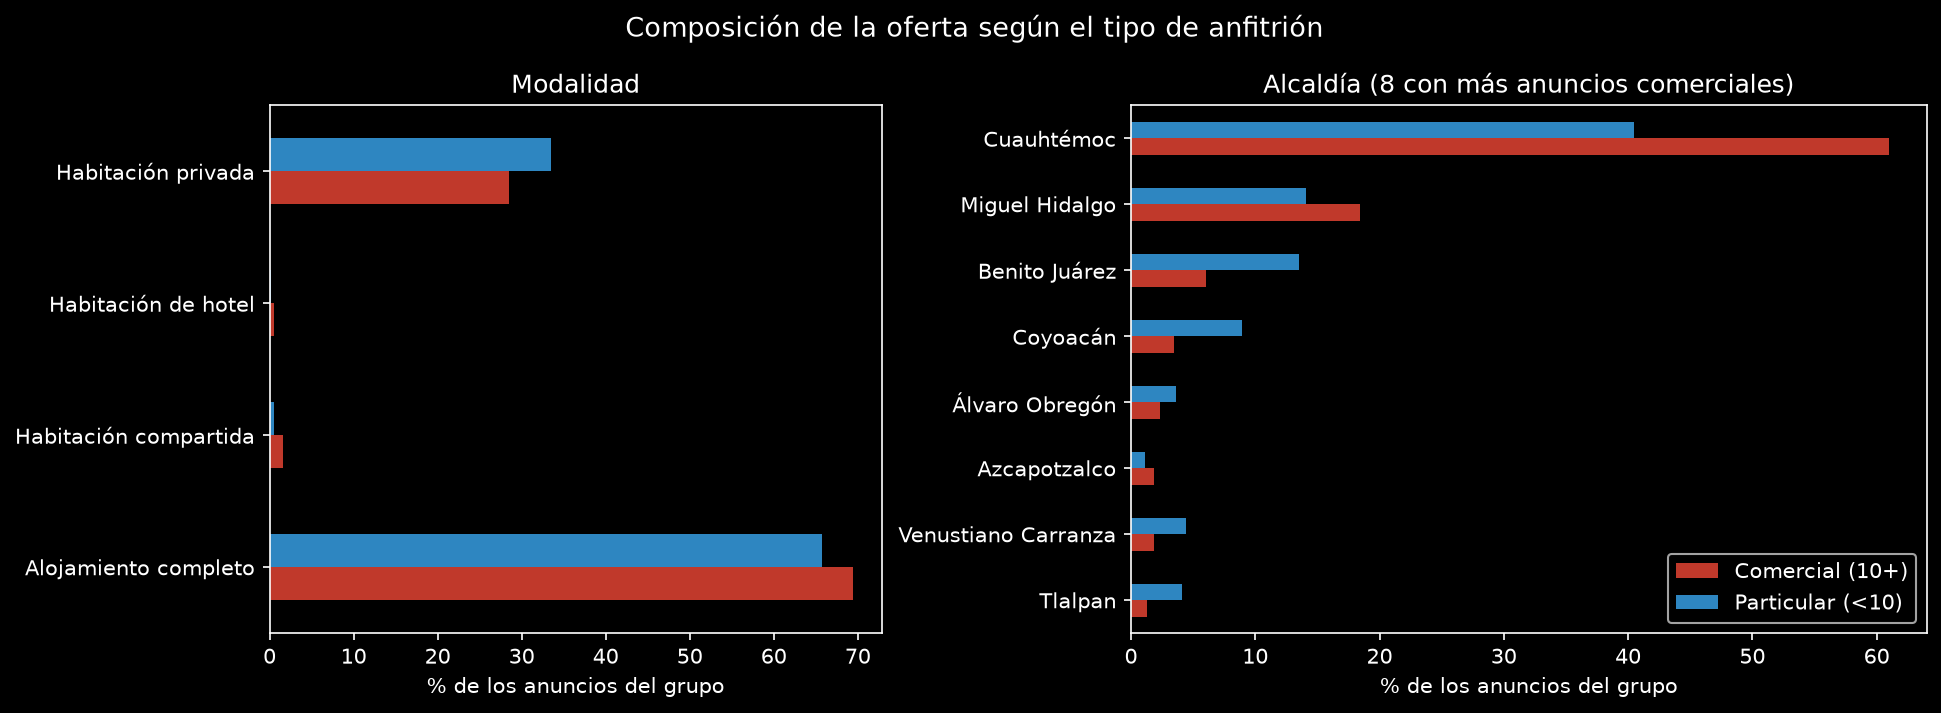 Composición de la oferta según el tipo de anfitrión
Modalidad
Habitación privada
Habitación de hotel
Habitación compartida
Alojamiento completo
0 10 20 30 40 50 60 70
% de los anuncios del grupo
Alcaldía (8 con más anuncios comerciales)
Cuauhtémoc
Miguel Hidalgo
Benito Juárez
Coyoacán
Álvaro Obregón
Azcapotzalco
Venustiano Carranza
Tlalpan
Comercial (10+)
Particular (<10)
0 10 20 30 40 50 60
% de los anuncios del grupo